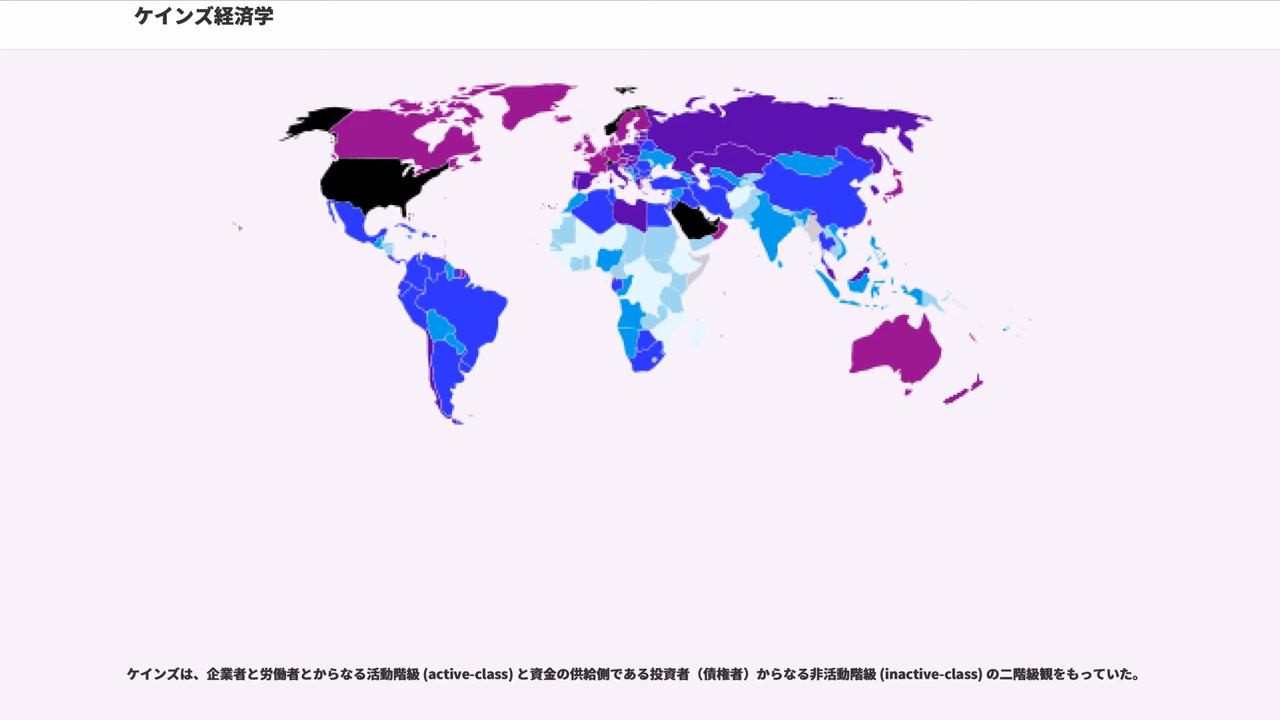 ケインズ経済学
ケインズは、企業者と労働者とからなる活動階級 (active-class) と資金の供給側である投資者（債権者）からなる非活動階級 (inactive-class) の二階級観をもっていた。